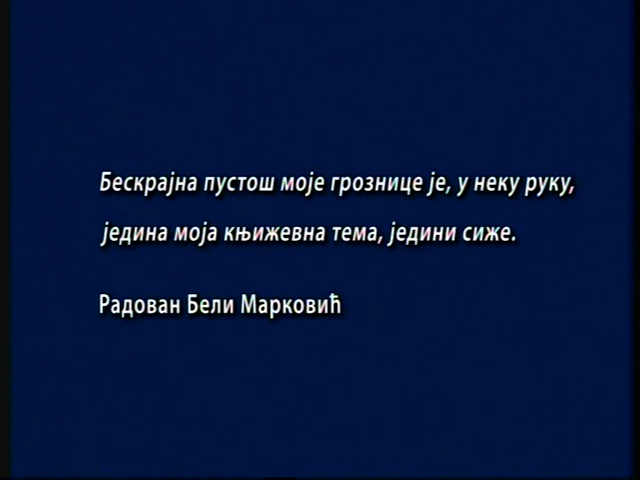 Бескрајна пустош моје грознице је, у неку руку,
једина моја књижевна тема, једини сиже.
Радован Бели Марковић